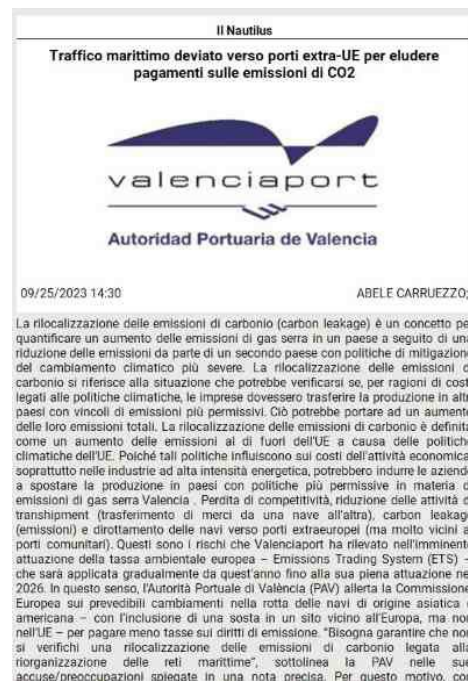 Il Nautilus
Traffico marittimo deviato verso porti extra-UE per eludere
pagamenti sulle emissioni di CO2
valenciaport
Autoridad Portuaria de Valencia
09/25/2023 14:30
ABELE CARRUEZZO;
La rilocalizzazione delle emissioni di carbonio (carbon leakage) è un concetto pe
quantificare un aumento delle emissioni di gas serra in un paese a seguito di una
riduzione delle emissioni da parte di un secondo paese con politiche di mitigazion
del cambiamento climatico più severe. La rilocalizzazione delle emissioni d
carbonio si riferisce alla situazione che potrebbe verificarsi se, per ragioni di cost
legati alle politiche climatiche, le imprese dovessero trasferire la produzione in altr
paesi con vincoli di emissioni più permissivi. Ciò potrebbe portare ad un aumento
delle loro emissioni totali. La rilocalizzazione delle emissioni di carbonio è definita
come un aumento delle emissioni al di fuori dell'UE a causa delle politiche
climatiche dell'UE. Poiché tali politiche influiscono sui costi dell'attività economica
soprattutto nelle industrie ad alta intensità energetica, potrebbero indurre le aziende
a spostare la produzione in paesi con politiche più permissive in materia d
emissioni di gas serra Valencia . Perdita di competitività, riduzione delle attività d
transhipment (trasferimento di merci da una nave all'altra), carbon leakage
(emissioni) e dirottamento delle navi verso porti extraeuropei (ma molto vicini a
porti comunitari). Questi sono i rischi che Valenciaport ha rilevato nell'imminente
attuazione della tassa ambientale europea – Emissions Trading System (ETS) –
che sarà applicata gradualmente da quest'anno fino alla sua piena attuazione ne
2026. In questo senso, l'Autorità Portuale di València (PAV) allerta la Commissione
Europea sui prevedibili cambiamenti nella rotta delle navi di origine asiatica
americana – con l'inclusione di una sosta in un sito vicino all'Europa, ma non
nell'UE – per pagare meno tasse sui diritti di emissione. "Bisogna garantire che non
si verifichi una rilocalizzazione delle emissioni di carbonio legata alla
riorganizzazione delle reti marittime", sottolinea la PAV nelle sue
accuse/preoccupazioni spiegate in una nota precisa. Per questo motivo, con